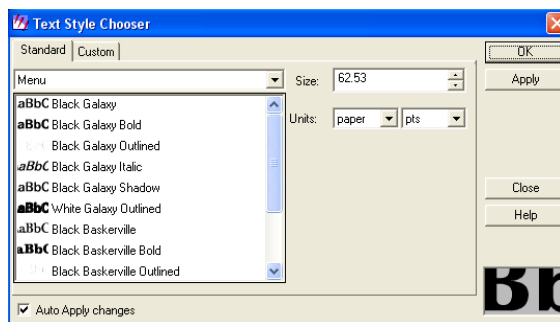 Text Style Chooser
Standard Custom
OK
Menu Size: 62.53 Apply
aBbC Black Galaxy
aBbC Black Galaxy Bold Units: paper pts
Black Galaxy Outlined
aBbC Black Galaxy Italic
aBbC Black Galaxy Shadow Close
aBbC White Galaxy Outlined
aBbC Black Baskerville Help
aBbC Black Baskerville Bold
Black Baskerville Outlined
Bb
Auto Apply changes